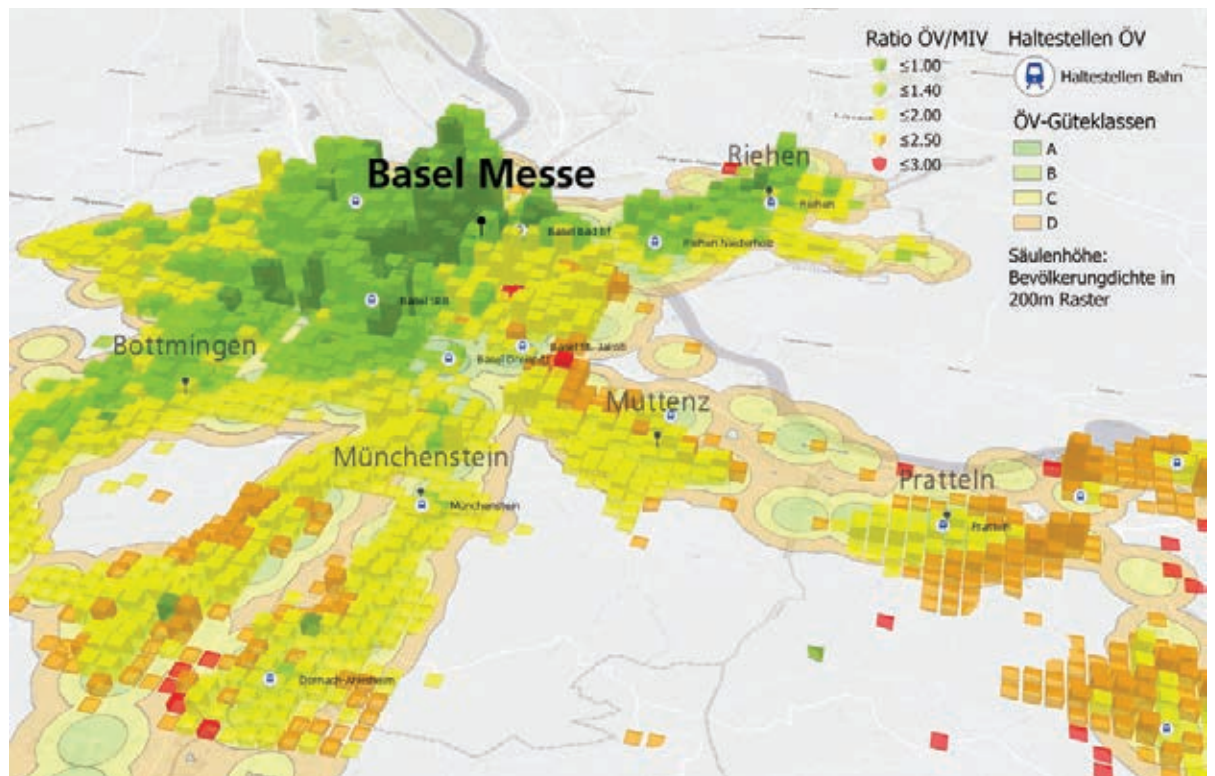 Ratio ÖV/MIV
≤1.00
≤1.40
≤2.00
≤2.50
≤3.00
Haltestellen ÖV
Haltestellen Bahn
ÖV-Güteklassen
A
B
C
D
Säulenhöhe:
Bevölkerungdichte in
200m Raster
Riehen
Basel Messe
Riehen
Basel Bad Bf
Riehen Niederholz
Basel SBB
Bottmingen
Basel St. Jakob
Basel Dreispitz
Muttenz
Münchenstein
Pratteln
Münchenstein
Pratteln
Dornach-Arlesheim